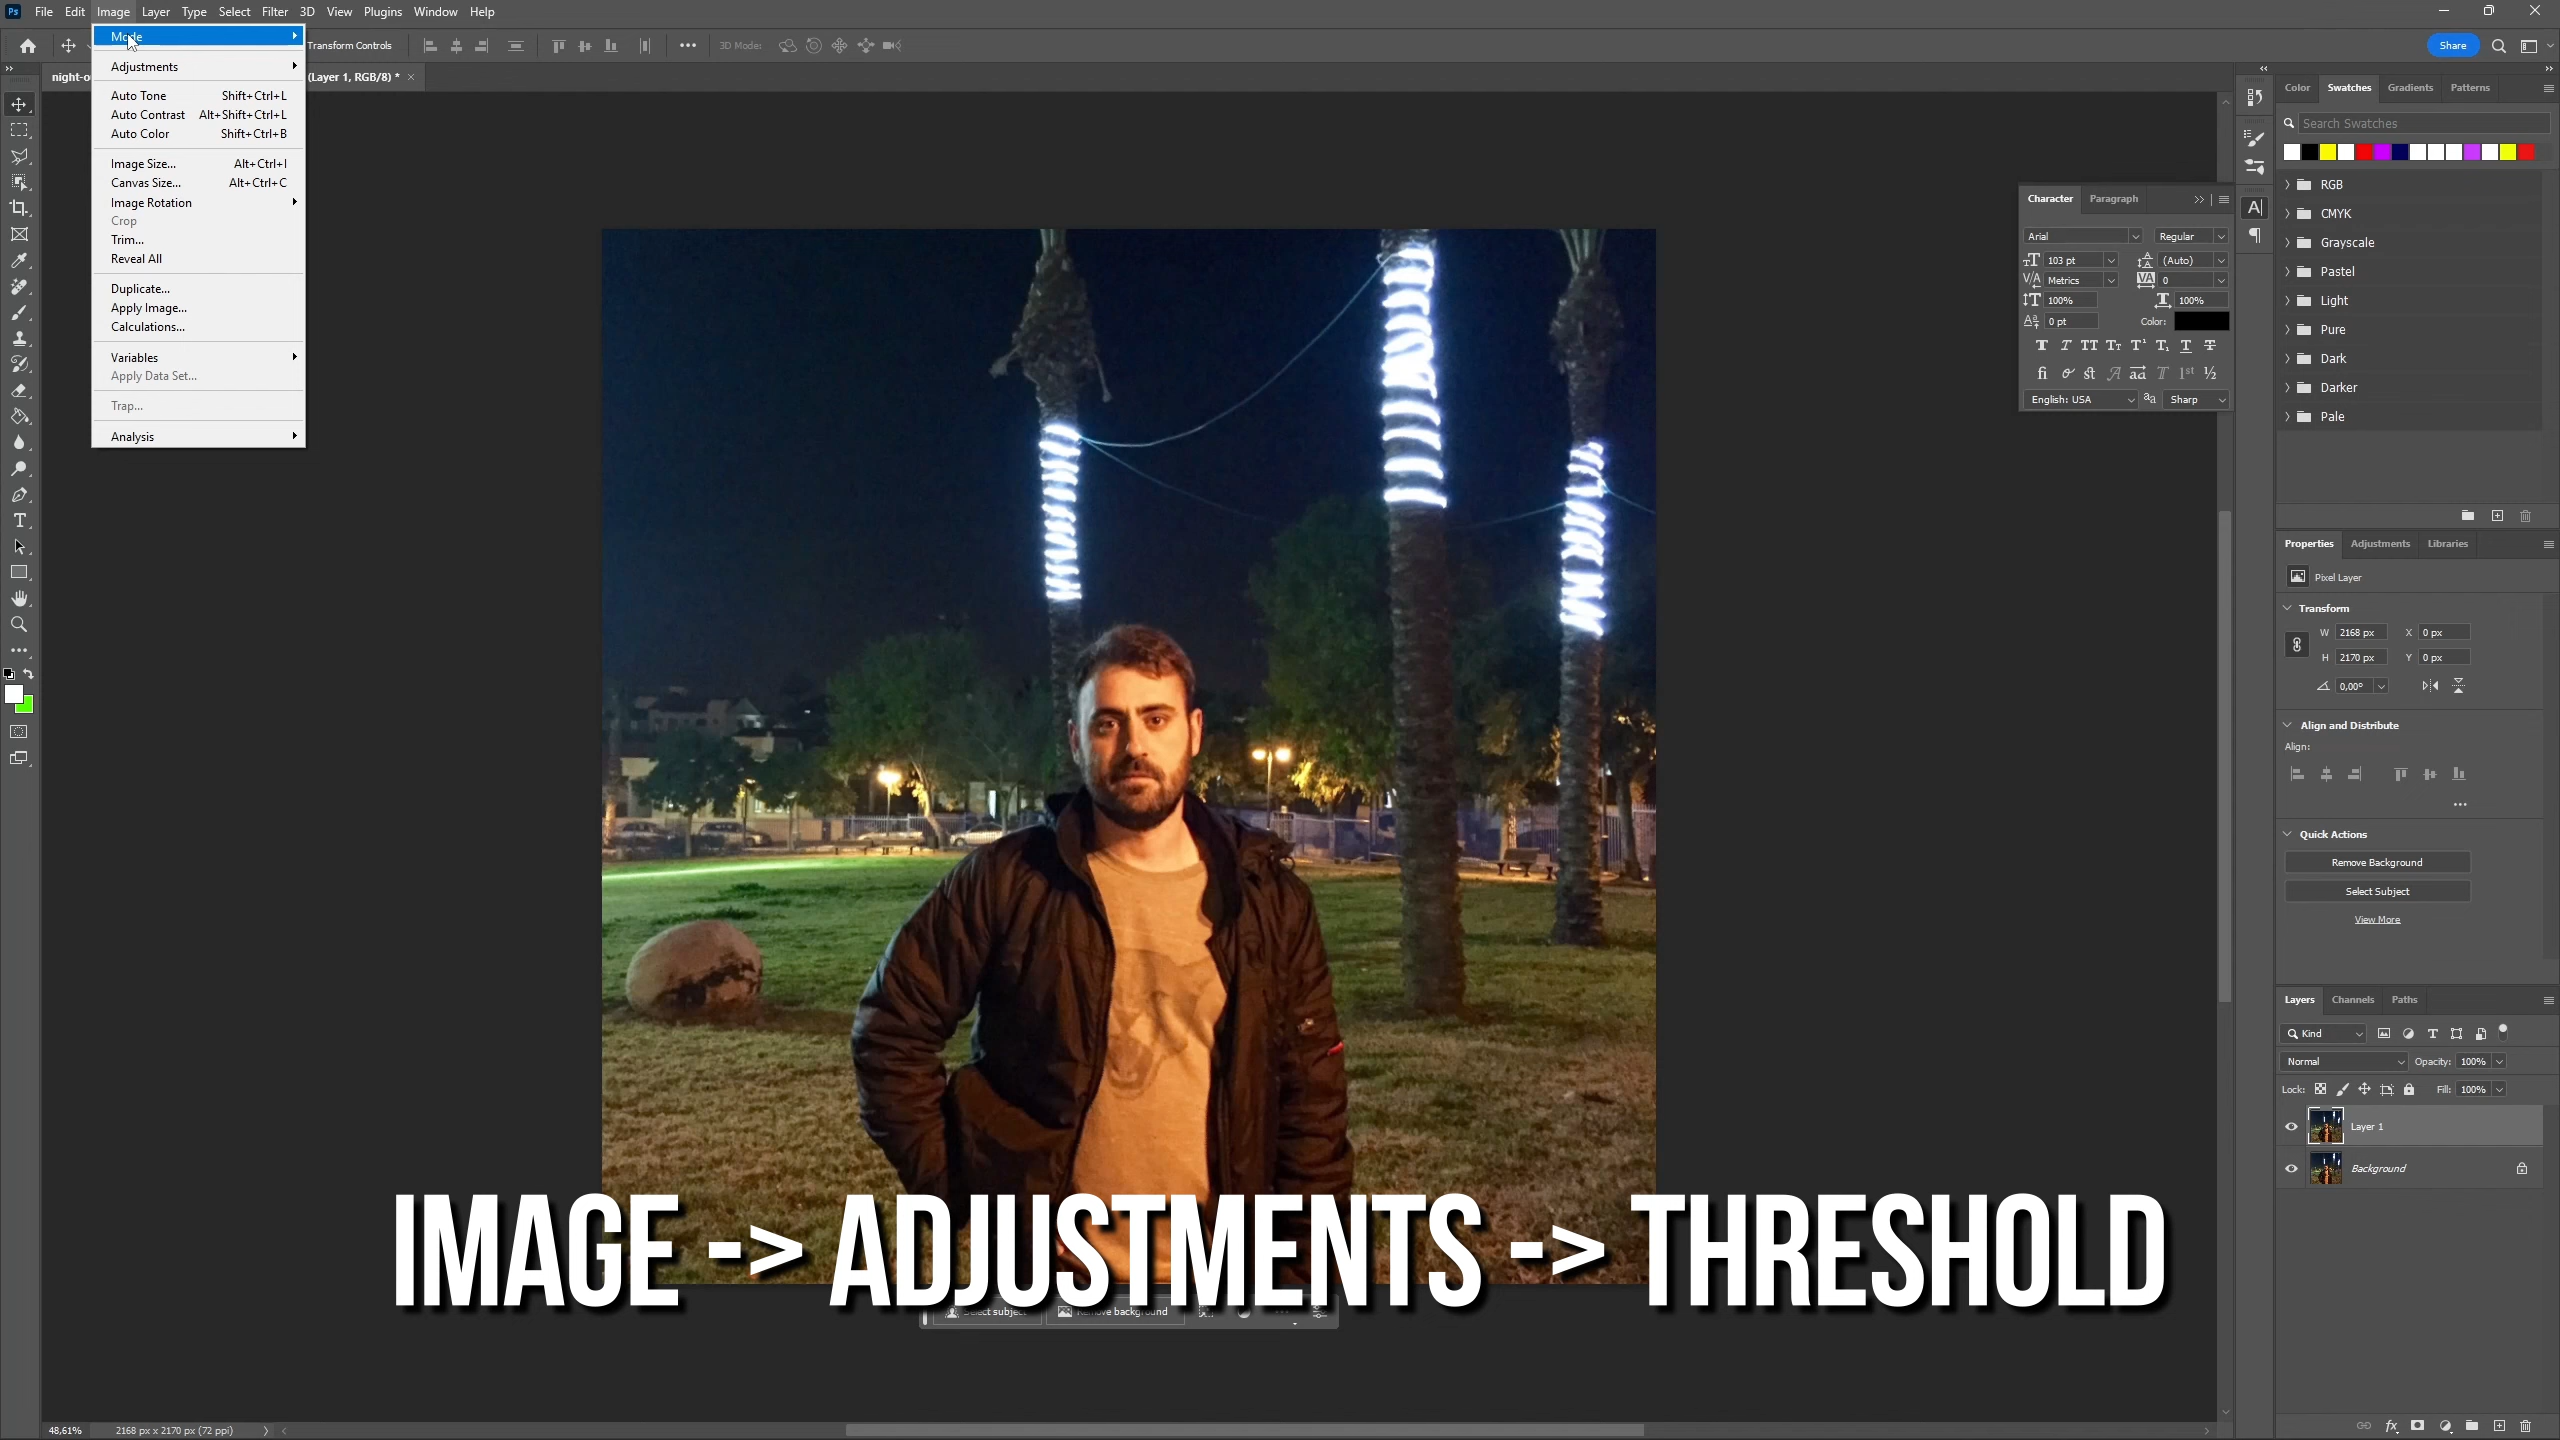 Ps File Edit Image Layer Type Select Filter 3D View Plugins Window Help
Transform Controls
3D Mode:
Share
night-o
(Layer 1, RGB/8) *
Mode
Adjustments
Auto Tone Shift+Ctrl+L
Auto Contrast Alt+Shift+Ctrl+L
Auto Color Shift+Ctrl+B
Image Size... Alt+Ctrl+I
Canvas Size... Alt+Ctrl+C
Image Rotation
Crop
Trim...
Reveal All
Duplicate...
Apply Image...
Calculations...
Variables
Apply Data Set...
Trap...
Analysis
Character Paragraph
Arial Regular
103 pt (Auto)
Metrics 0
100% 100%
0 pt Color:
English: USA Sharp
Color Swatches Gradients Patterns
Search Swatches
RGB
CMYK
Grayscale
Pastel
Light
Pure
Dark
Darker
Pale
Properties Adjustments Libraries
Pixel Layer
Transform
W 2168 px X 0 px
H 2170 px Y 0 px
0,00°
Align and Distribute
Align:
Quick Actions
Remove Background
Select Subject
View More
Layers Channels Paths
Kind
Normal Opacity: 100%
Lock: Fill: 100%
Layer 1
Background
IMAGE -> ADJUSTMENTS -> THRESHOLD
Select subject Remove background
48,61% 2168 px x 2170 px (72 ppi)